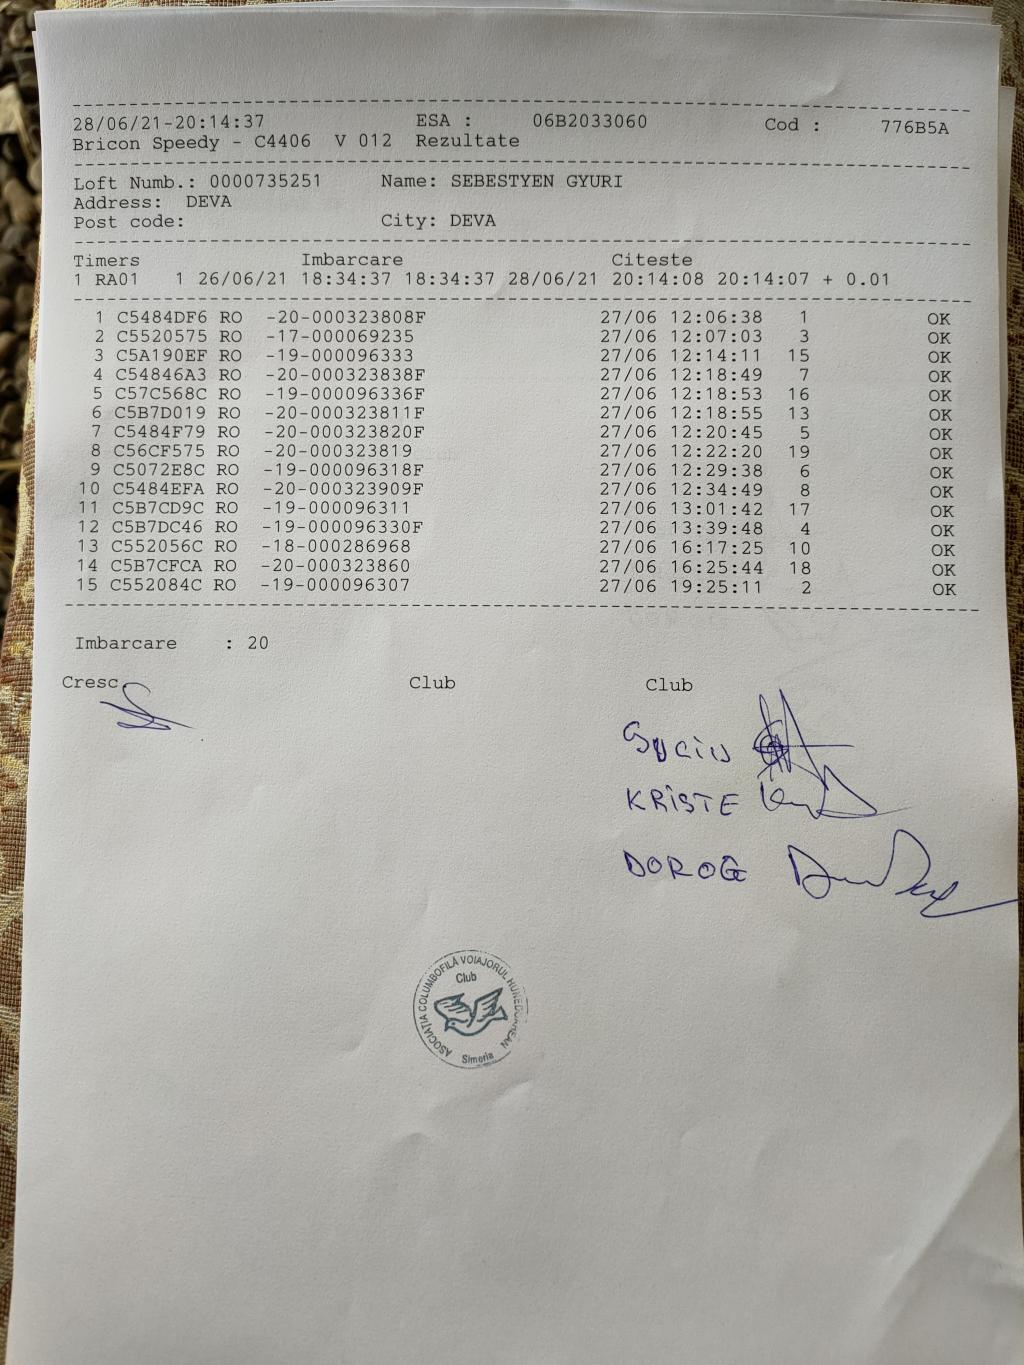 28/06/21-20:14:37 ESA : 06B2033060 Cod : 776B5A
Bricon Speedy - C4406 V 012 Rezultate
Loft Numb.: 0000735251 Name: SEBESTYEN GYURI
Address: DEVA
Post code: City: DEVA
Timers Imbarcare Citeste
1 RA01 1 26/06/21 18:34:37 18:34:37 28/06/21 20:14:08 20:14:07 + 0.01
1 C5484DF6 RO -20-000323808F 27/06 12:06:38 1 OK
2 C5520575 RO -17-000069235 27/06 12:07:03 3 OK
3 C5A190EF RO -19-000096333 27/06 12:14:11 15 OK
4 C54846A3 RO -20-000323838F 27/06 12:18:49 7 OK
5 C57C568C RO -19-000096336F 27/06 12:18:53 16 OK
6 C5B7D019 RO -20-000323811F 27/06 12:18:55 13 OK
7 C5484F79 RO -20-000323820F 27/06 12:20:45 5 OK
8 C56CF575 RO -20-000323819 27/06 12:22:20 19 OK
9 C5072E8C RO -19-000096318F 27/06 12:29:38 6 OK
10 C5484EFA RO -20-000323909F 27/06 12:34:49 8 OK
11 C5B7CD9C RO -19-000096311 27/06 13:01:42 17 OK
12 C5B7DC46 RO -19-000096330F 27/06 13:39:48 4 OK
13 C552056C RO -18-000286968 27/06 16:17:25 10 OK
14 C5B7CFCA RO -20-000323860 27/06 16:25:44 18 OK
15 C552084C RO -19-000096307 27/06 19:25:11 2 OK
Imbarcare : 20
Cresc. Club Club
Suciu
KRISTE
DOROG
ASOCIAȚIA COLUMBOFILĂ VOIAJORUL HUNEDOREAN
Club
Simeria